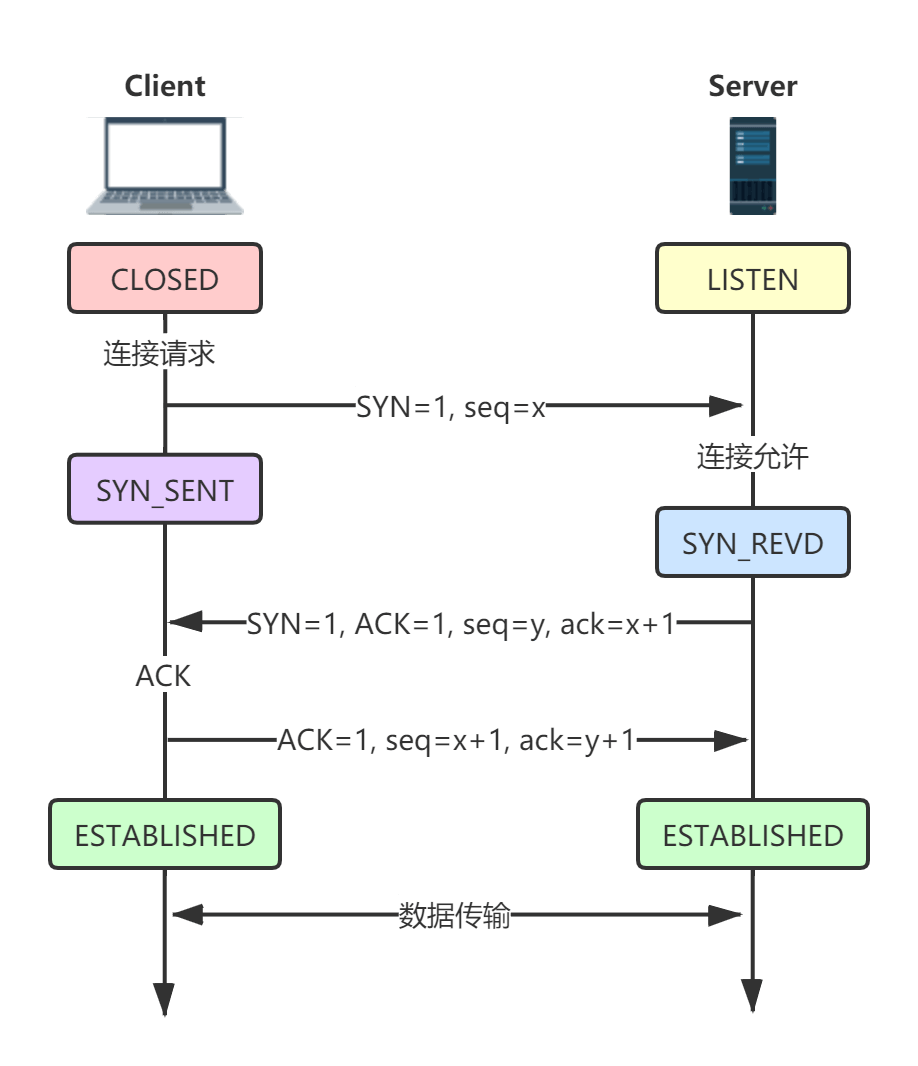 Client
Server
CLOSED
LISTEN
连接请求
SYN=1, seq=x
连接允许
SYN_SENT
SYN_REVD
SYN=1, ACK=1, seq=y, ack=x+1
ACK
ACK=1, seq=x+1, ack=y+1
ESTABLISHED
ESTABLISHED
数据传输